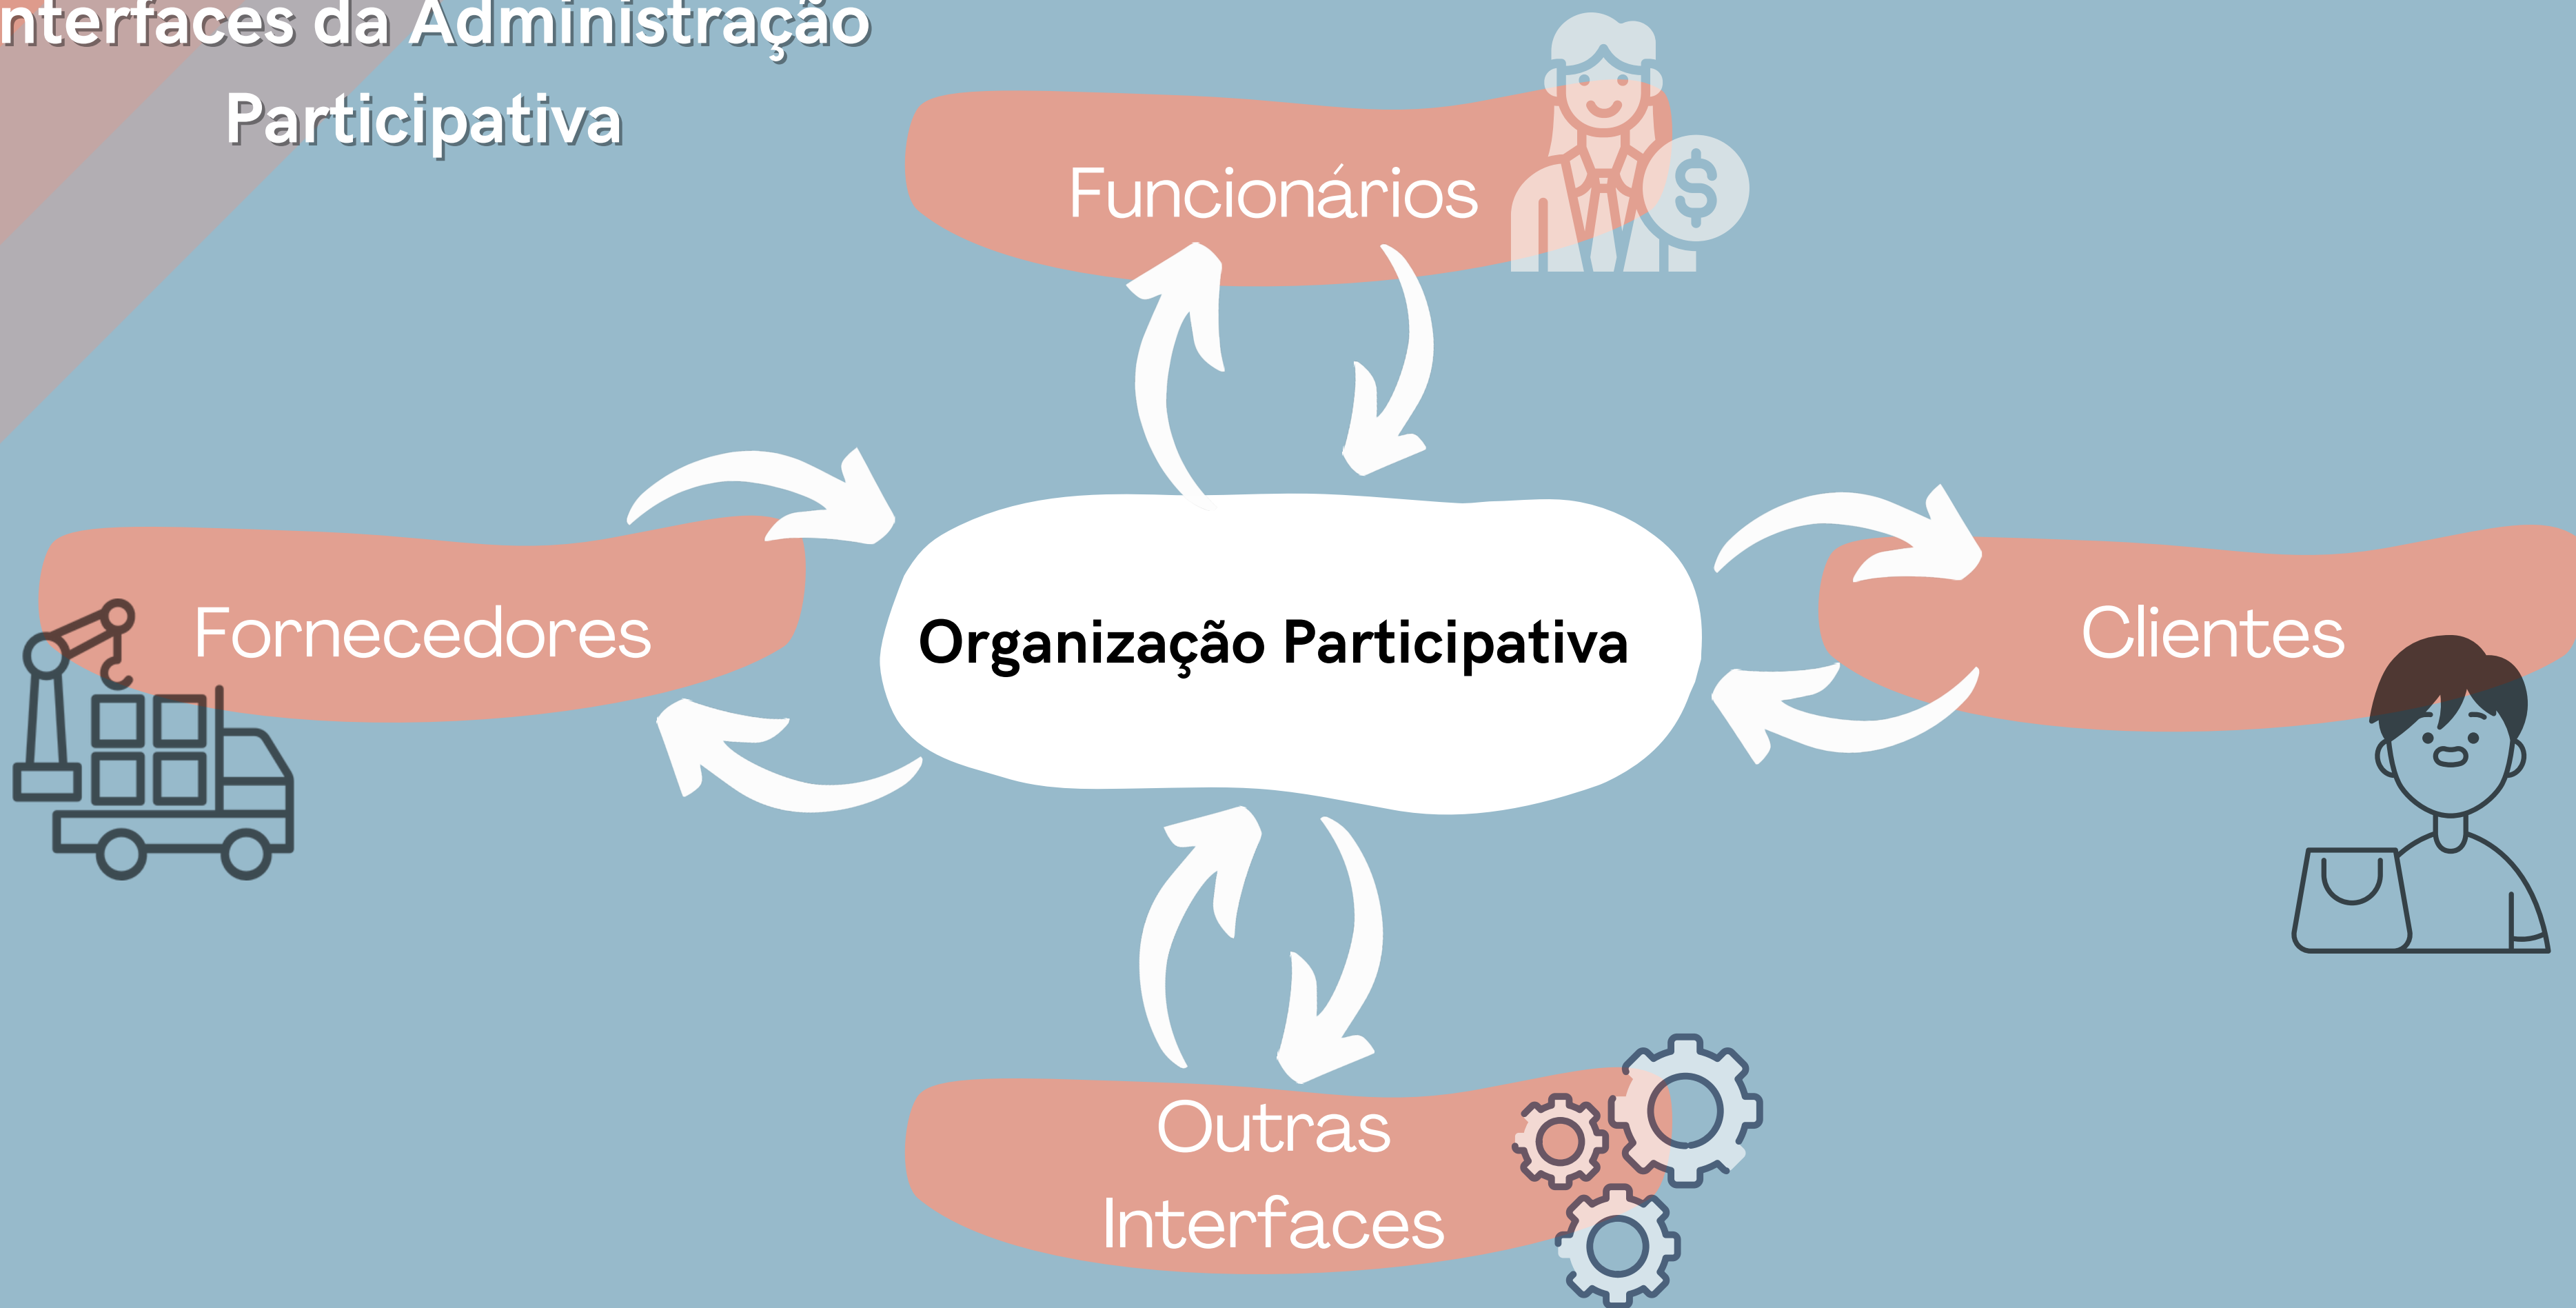 nterfaces da Administração
Participativa
Funcionários
$
Fornecedores
Organização Participativa
Clientes
Outras
Interfaces